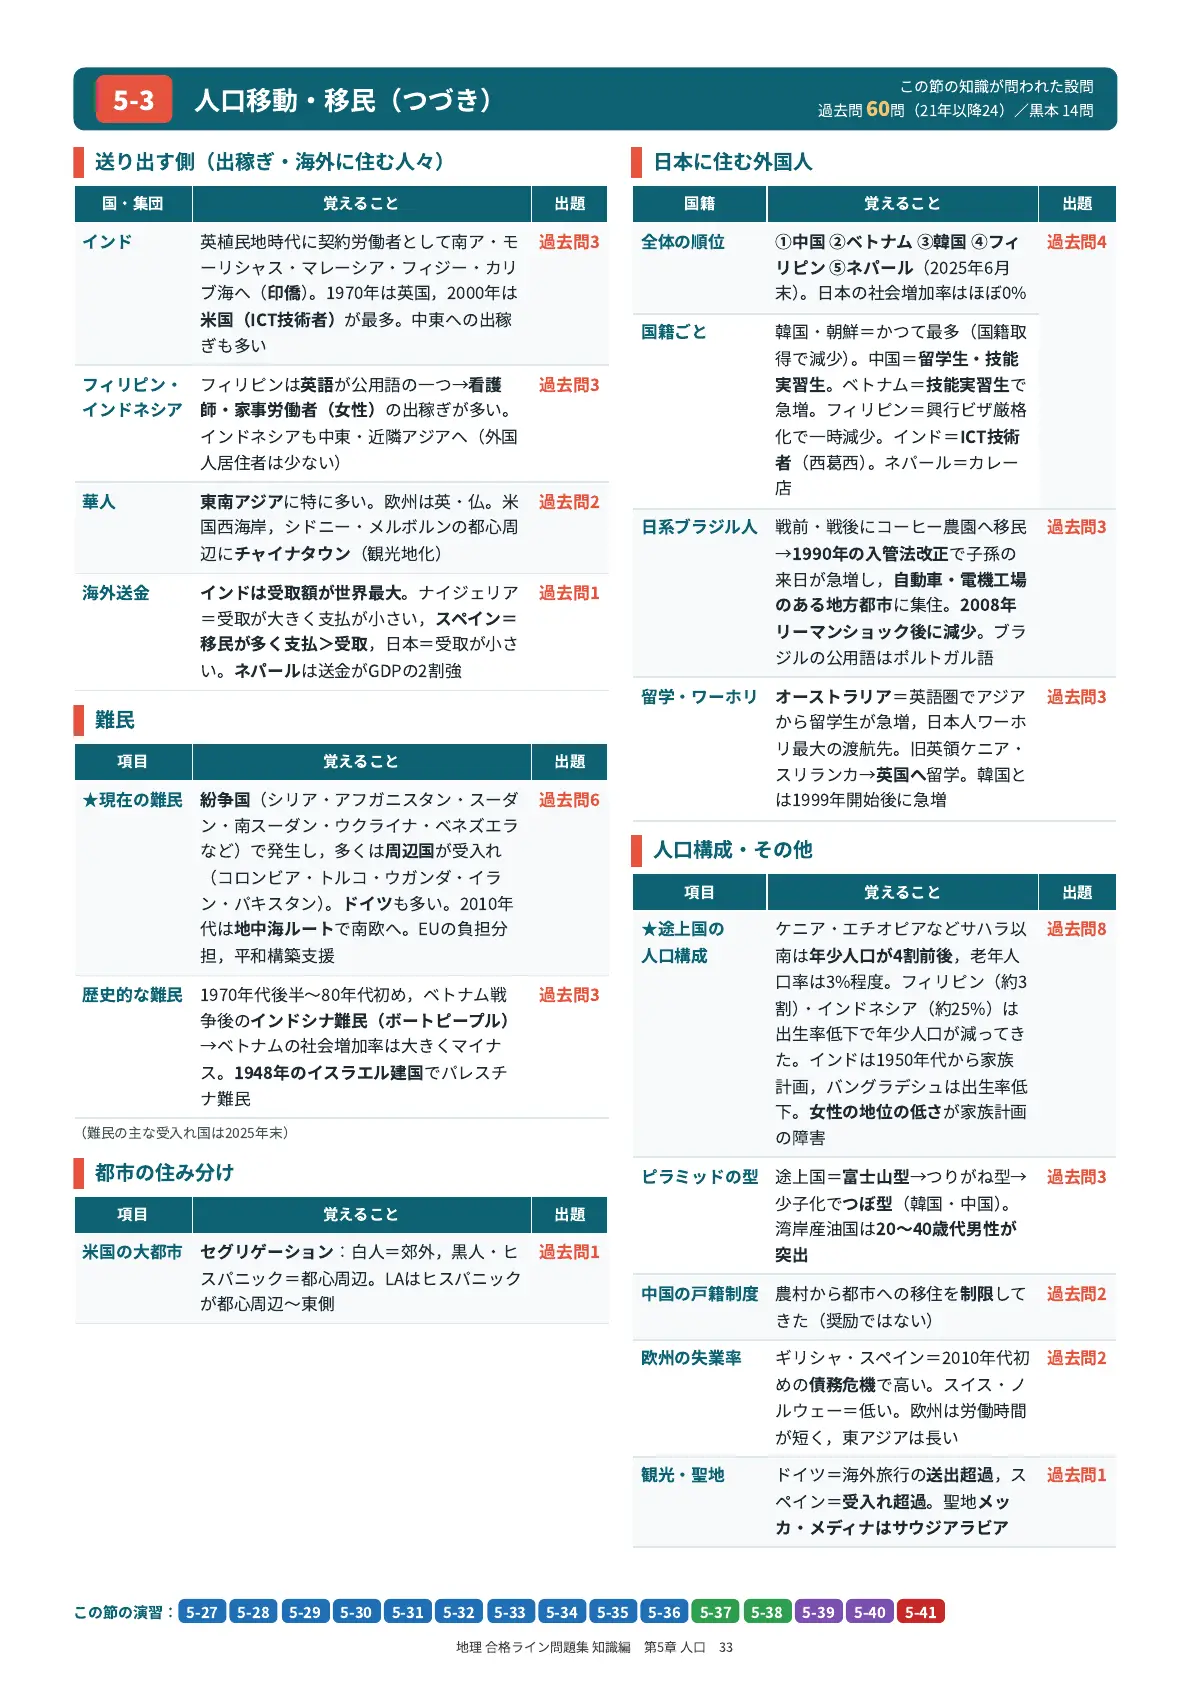 5-3 人口移動・移民（つづき）
この節の知識が問われた設問
過去問 60問（21年以降24）／黒本 14問
送り出す側（出稼ぎ・海外に住む人々）
国・集団 覚えること 出題
インド 英植民地時代に契約労働者として南ア・モ 過去問3
ーリシャス・マレーシア・フィジー・カリ
ブ海へ（印僑）。1970年は英国，2000年は
米国（ICT技術者）が最多。中東への出稼
ぎも多い
フィリピン・ フィリピンは英語が公用語の一つ→看護 過去問3
インドネシア 師・家事労働者（女性）の出稼ぎが多い。
インドネシアも中東・近隣アジアへ（外国
人居住者は少ない）
華人 東南アジアに特に多い。欧州は英・仏。米 過去問2
国西海岸，シドニー・メルボルンの都心周
辺にチャイナタウン（観光地化）
海外送金 インドは受取額が世界最大。ナイジェリア 過去問1
＝受取が大きく支払が小さい，スペイン＝
移民が多く支払＞受取，日本＝受取が小さ
い。ネパールは送金がGDPの2割強
難民
項目 覚えること 出題
★現在の難民 紛争国（シリア・アフガニスタン・スーダ 過去問6
ン・南スーダン・ウクライナ・ベネズエラ
など）で発生し，多くは周辺国が受入れ
（コロンビア・トルコ・ウガンダ・イラ
ン・パキスタン）。ドイツも多い。2010年
代は地中海ルートで南欧へ。EUの負担分
担，平和構築支援
歴史的な難民 1970年代後半〜80年代初め，ベトナム戦 過去問3
争後のインドシナ難民（ボートピープル）
→ベトナムの社会増加率は大きくマイナ
ス。1948年のイスラエル建国でパレスチ
ナ難民
（難民の主な受入れ国は2025年末）
都市の住み分け
項目 覚えること 出題
米国の大都市 セグリゲーション：白人＝郊外，黒人・ヒ 過去問1
スパニック＝都心周辺。LAはヒスパニック
が都心周辺〜東側
日本に住む外国人
国籍 覚えること 出題
全体の順位 ①中国 ②ベトナム ③韓国 ④フィ 過去問4
リピン ⑤ネパール（2025年6月
末）。日本の社会増加率はほぼ0%
国籍ごと 韓国・朝鮮＝かつて最多（国籍取
得で減少）。中国＝留学生・技能
実習生。ベトナム＝技能実習生で
急増。フィリピン＝興行ビザ厳格
化で一時減少。インド＝ICT技術
者（西葛西）。ネパール＝カレー
店
日系ブラジル人 戦前・戦後にコーヒー農園へ移民 過去問3
→1990年の入管法改正で子孫の
来日が急増し，自動車・電機工場
のある地方都市に集住。2008年
リーマンショック後に減少。ブラ
ジルの公用語はポルトガル語
留学・ワーホリ オーストラリア＝英語圏でアジア 過去問3
から留学生が急増，日本人ワーホ
リ最大の渡航先。旧英領ケニア・
スリランカ→英国へ留学。韓国と
は1999年開始後に急増
人口構成・その他
項目 覚えること 出題
★途上国の ケニア・エチオピアなどサハラ以 過去問8
人口構成 南は年少人口が4割前後，老年人
口率は3%程度。フィリピン（約3
割）・インドネシア（約25%）は
出生率低下で年少人口が減ってき
た。インドは1950年代から家族
計画，バングラデシュは出生率低
下。女性の地位の低さが家族計画
の障害
ピラミッドの型 途上国＝富士山型→つりがね型→ 過去問3
少子化でつぼ型（韓国・中国）。
湾岸産油国は20〜40歳代男性が
突出
中国の戸籍制度 農村から都市への移住を制限して 過去問2
きた（奨励ではない）
欧州の失業率 ギリシャ・スペイン＝2010年代初 過去問2
めの債務危機で高い。スイス・ノ
ルウェー＝低い。欧州は労働時間
が短く，東アジアは長い
観光・聖地 ドイツ＝海外旅行の送出超過，ス 過去問1
ペイン＝受入れ超過。聖地メッ
カ・メディナはサウジアラビア
この節の演習： 5-27 5-28 5-29 5-30 5-31 5-32 5-33 5-34 5-35 5-36 5-37 5-38 5-39 5-40 5-41
地理 合格ライン問題集 知識編 第5章 人口 33